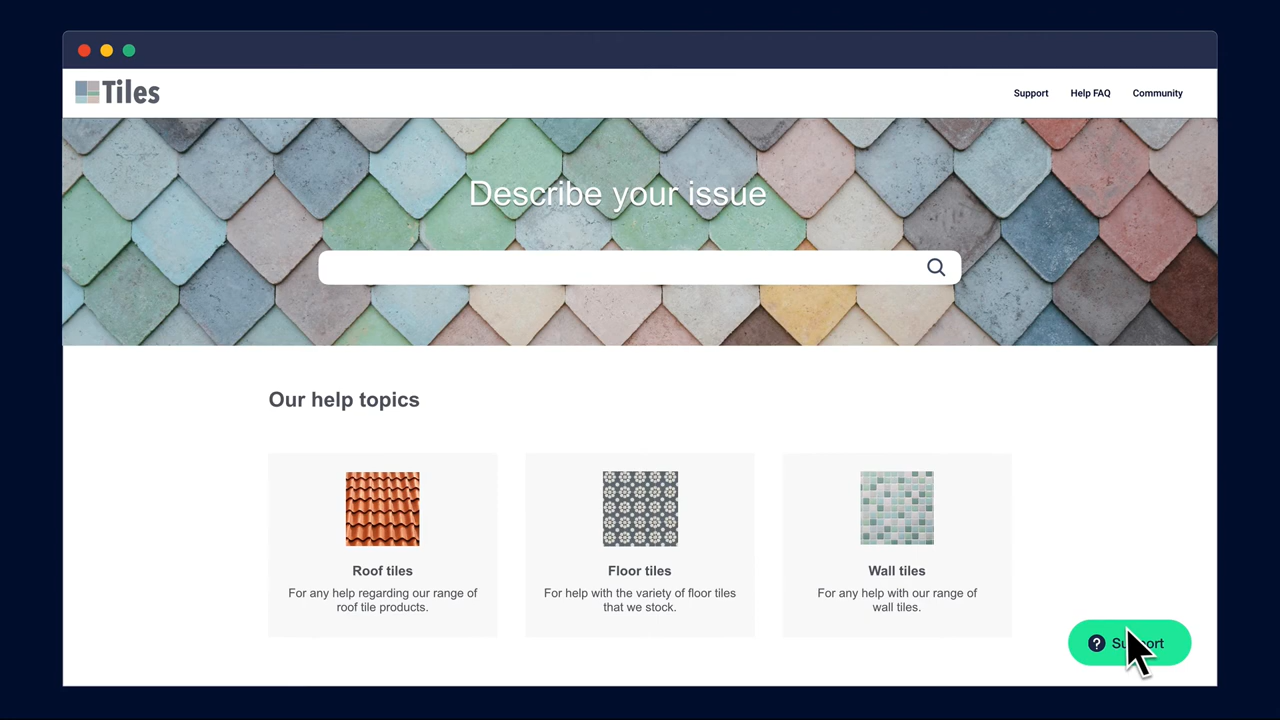 Tiles
Support Help FAQ Community
Describe your issue
Our help topics
Roof tiles
For any help regarding our range of
roof tile products.
Floor tiles
For help with the variety of floor tiles
that we stock.
Wall tiles
For any help with our range of
wall tiles.
? Support